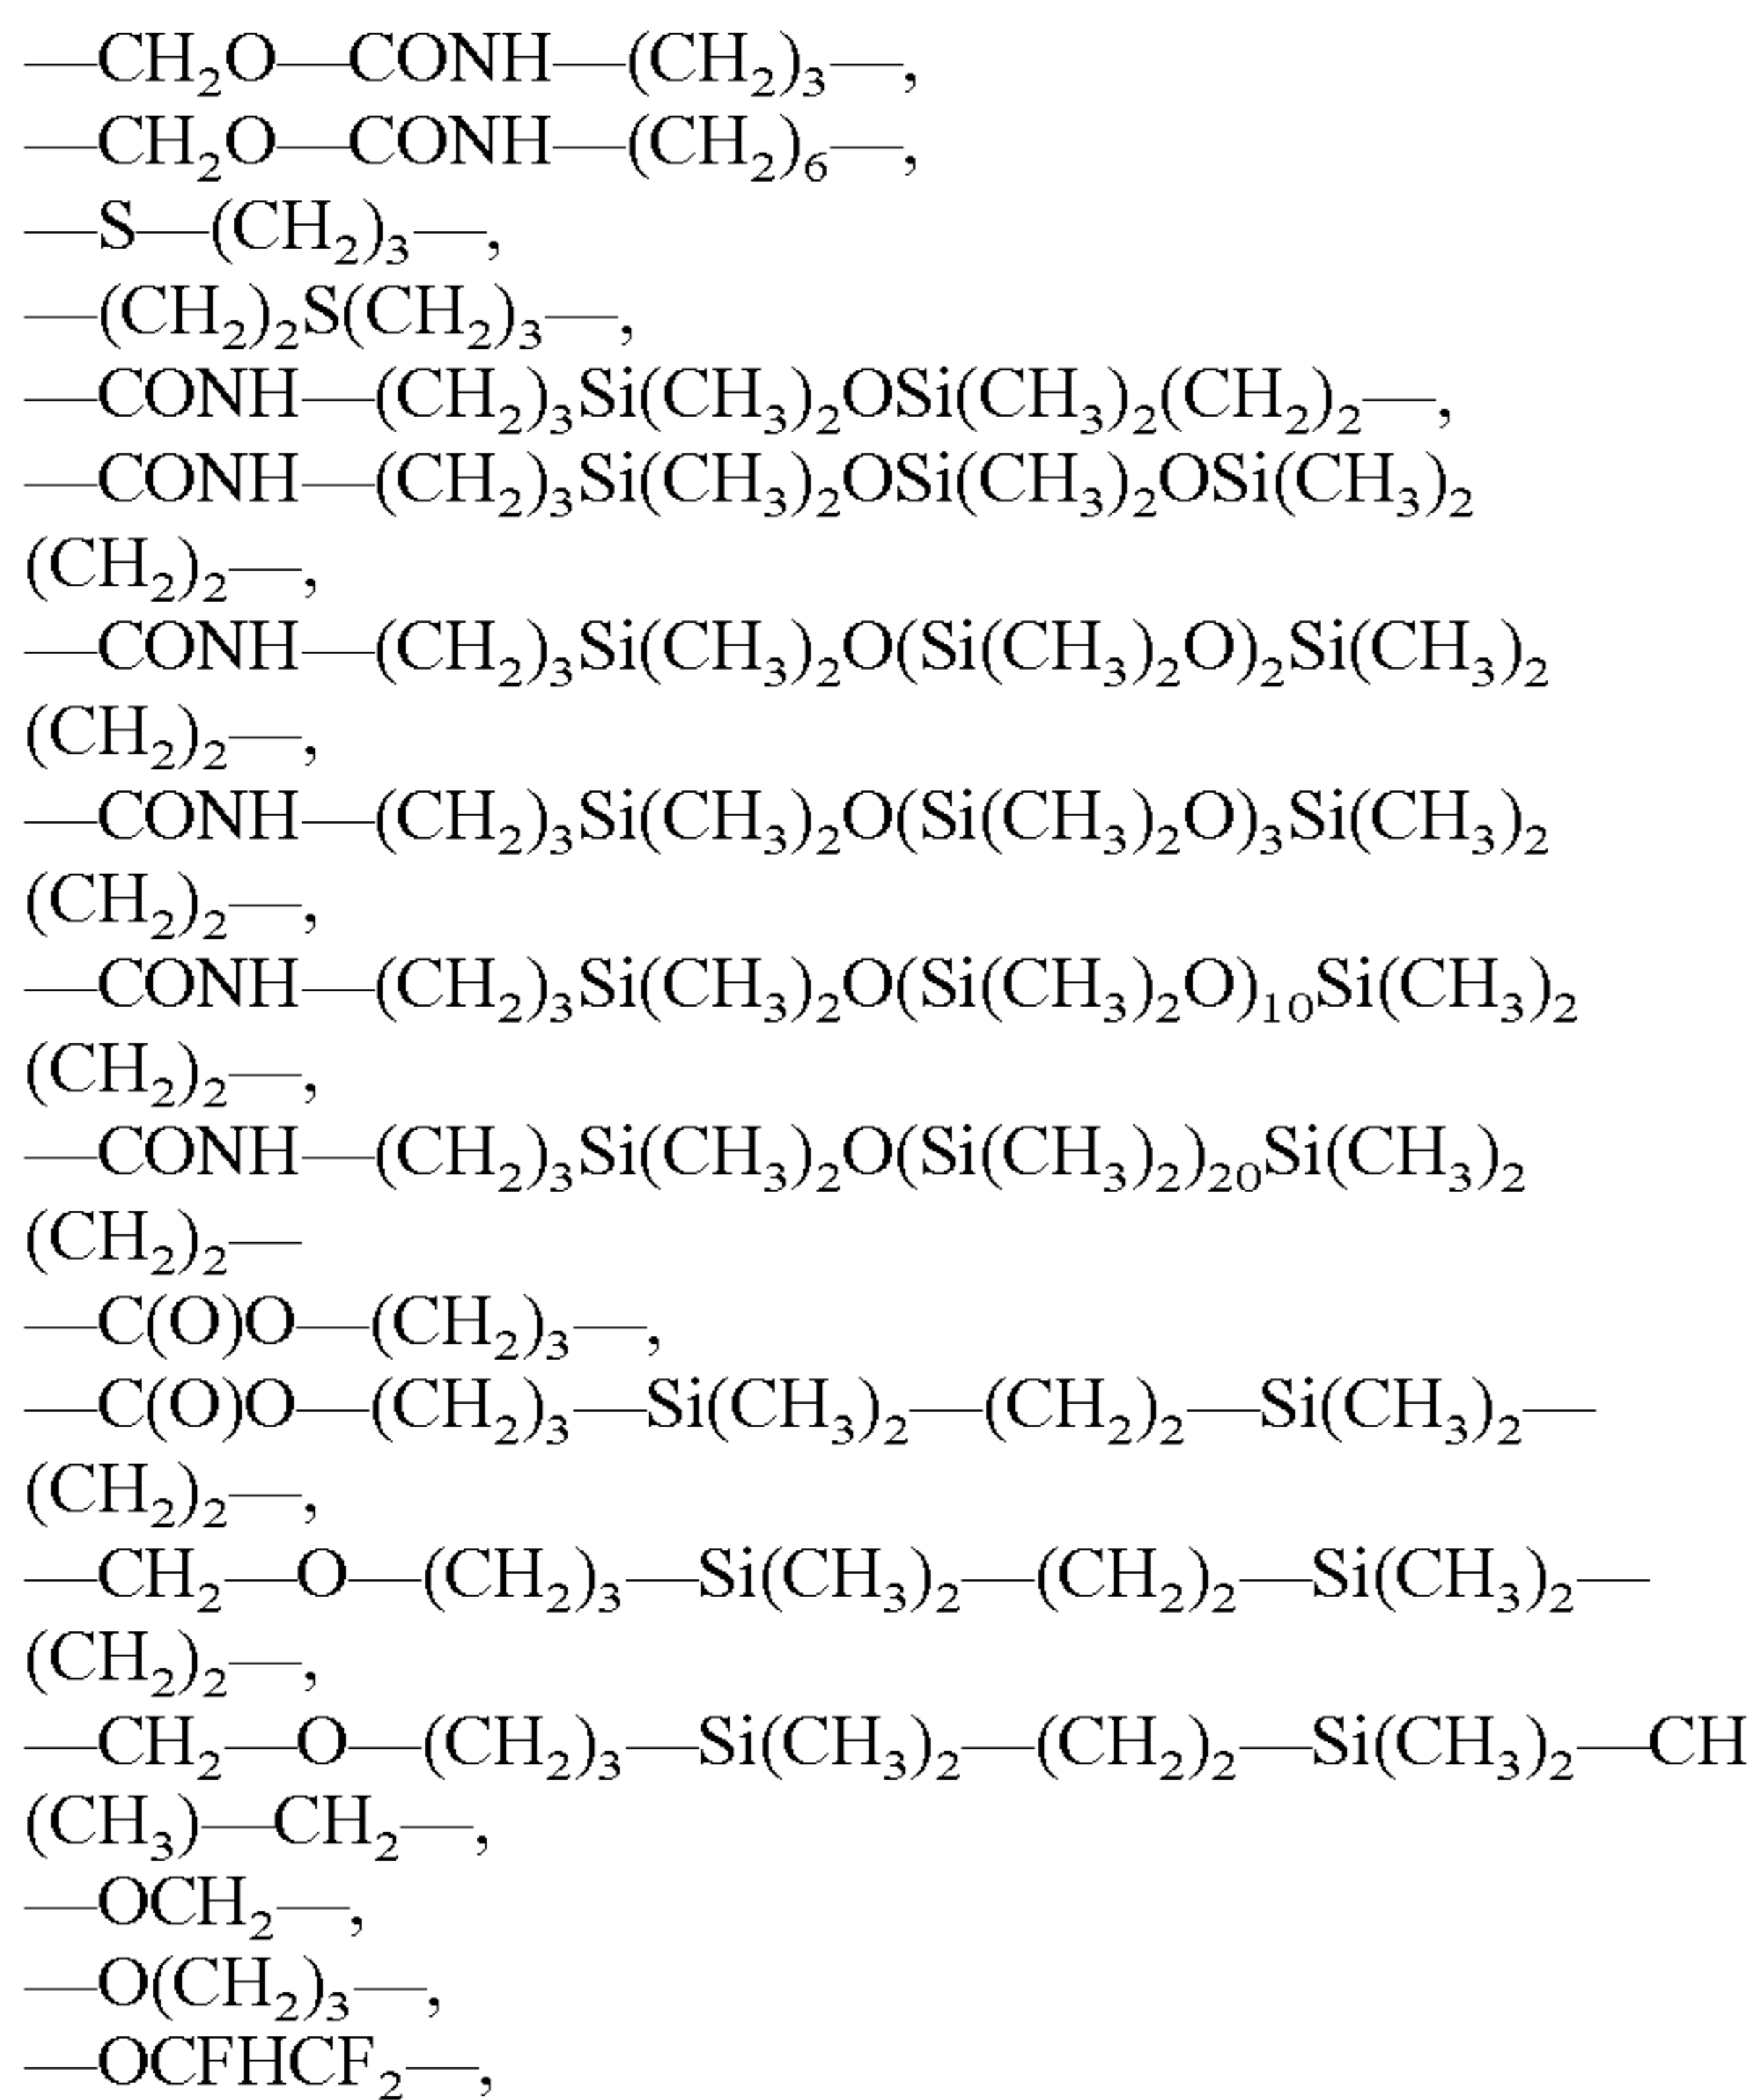 —CH₂O—CONH—(CH₂)₃—,
—CH₂O—CONH—(CH₂)₆—,
—S—(CH₂)₃—,
—(CH₂)₂S(CH₂)₃—,
—CONH—(CH₂)₃Si(CH₃)₂OSi(CH₃)₂(CH₂)₂—,
—CONH—(CH₂)₃Si(CH₃)₂OSi(CH₃)₂OSi(CH₃)₂
(CH₂)₂—,
—CONH—(CH₂)₃Si(CH₃)₂O(Si(CH₃)₂O)₂Si(CH₃)₂
(CH₂)₂—,
—CONH—(CH₂)₃Si(CH₃)₂O(Si(CH₃)₂O)₃Si(CH₃)₂
(CH₂)₂—,
—CONH—(CH₂)₃Si(CH₃)₂O(Si(CH₃)₂O)₁₀Si(CH₃)₂
(CH₂)₂—,
—CONH—(CH₂)₃Si(CH₃)₂O(Si(CH₃)₂)₂₀Si(CH₃)₂
(CH₂)₂—
—C(O)O—(CH₂)₃—,
—C(O)O—(CH₂)₃—Si(CH₃)₂—(CH₂)₂—Si(CH₃)₂—
(CH₂)₂—,
—CH₂—O—(CH₂)₃—Si(CH₃)₂—(CH₂)₂—Si(CH₃)₂—
(CH₂)₂—,
—CH₂—O—(CH₂)₃—Si(CH₃)₂—(CH₂)₂—Si(CH₃)₂—CH
(CH₃)—CH₂—,
—OCH₂—,
—O(CH₂)₃—,
—OCFHCF₂—,